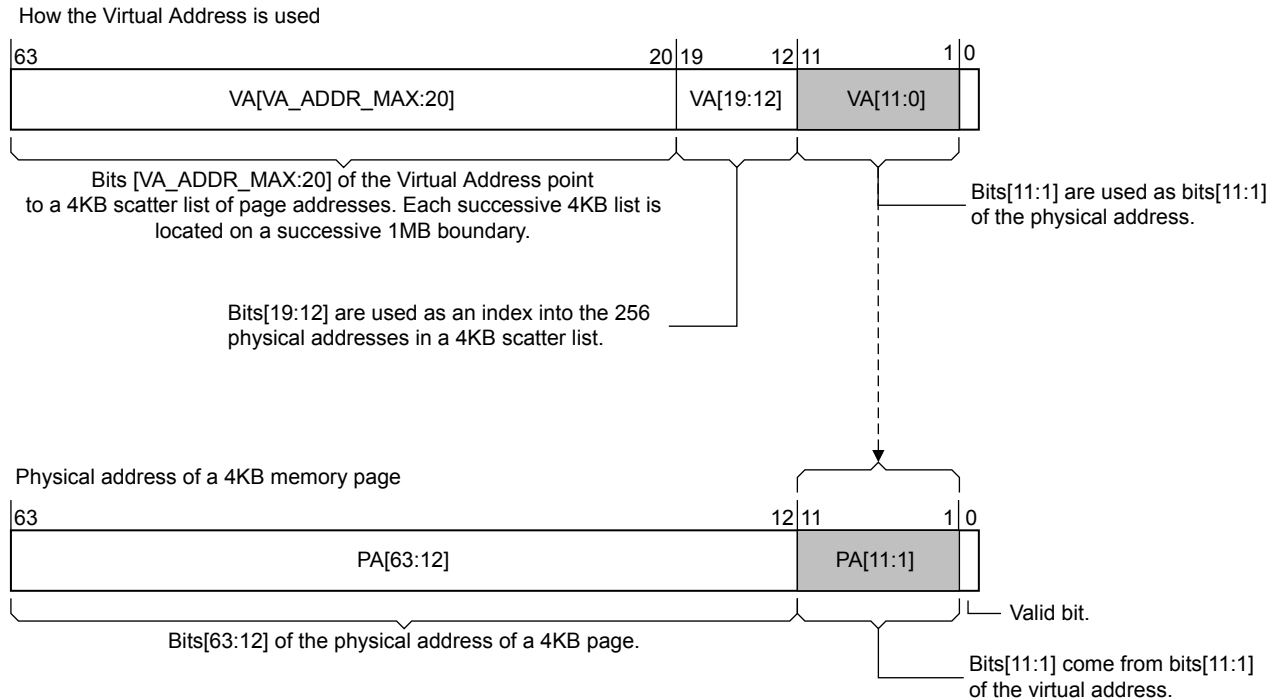 How the Virtual Address is used
63 20 19 12 11 1 0
VA[VA_ADDR_MAX:20] VA[19:12] VA[11:0]
Bits [VA_ADDR_MAX:20] of the Virtual Address point
to a 4KB scatter list of page addresses. Each successive 4KB list is
located on a successive 1MB boundary.
Bits[11:1] are used as bits[11:1]
of the physical address.
Bits[19:12] are used as an index into the 256
physical addresses in a 4KB scatter list.
Physical address of a 4KB memory page
63 12 11 1 0
PA[63:12] PA[11:1]
Valid bit.
Bits[63:12] of the physical address of a 4KB page.
Bits[11:1] come from bits[11:1]
of the virtual address.